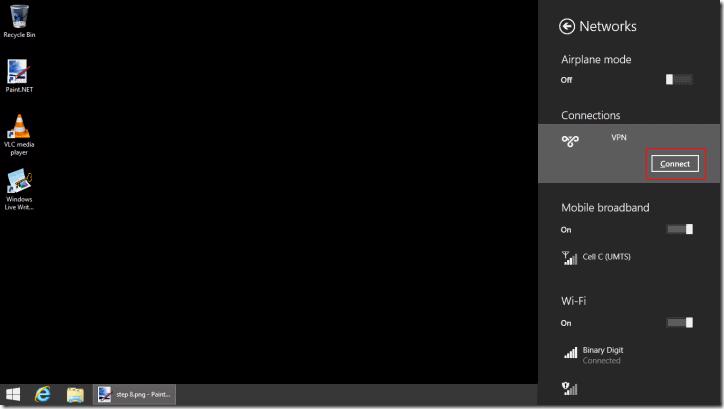 Recycle Bin
Paint.NET
VLC media
player
Windows
Live Writ...
Networks
Airplane mode
Off
Connections
VPN
Connect
Mobile broadband
On
Cell C (UMTS)
Wi-Fi
On
Binary Digit
Connected
step 8.png - Paint...